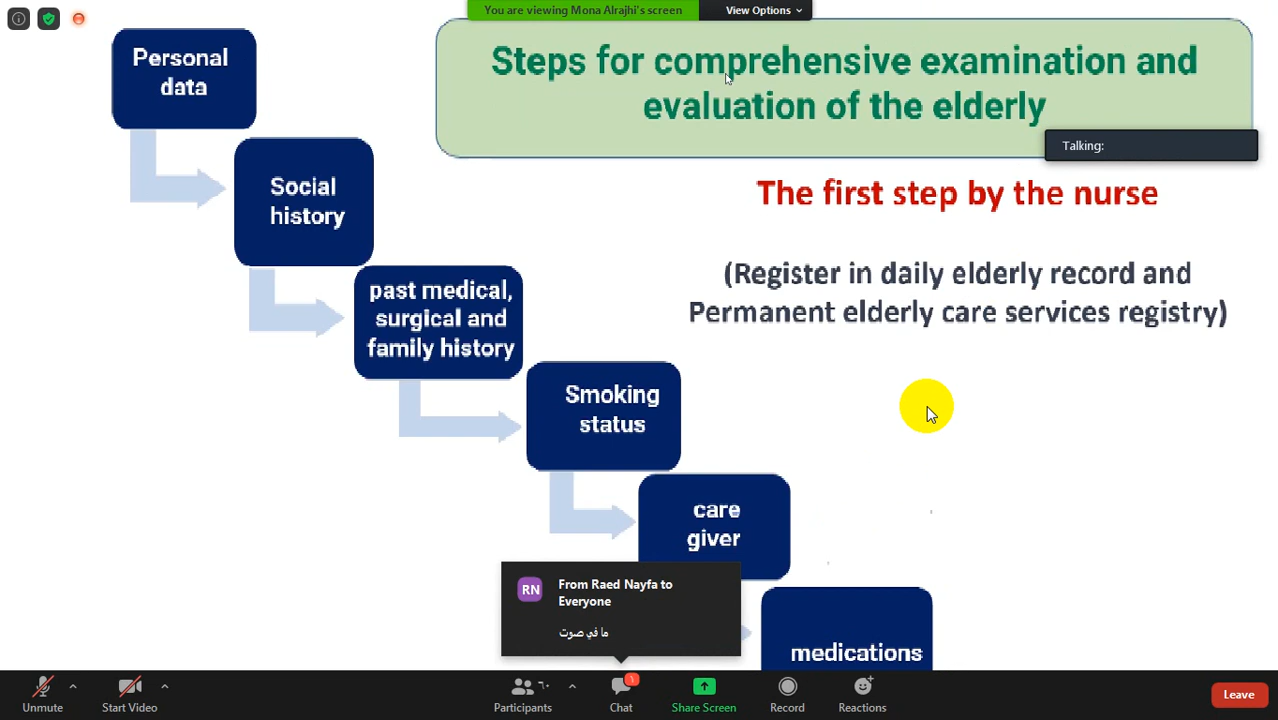 You are viewing Mona Alrajhi's screen
View Options
Personal
data
Steps for comprehensive examination and
evaluation of the elderly
Talking:
Social
history
The first step by the nurse
(Register in daily elderly record and
Permanent elderly care services registry)
past medical,
surgical and
family history
Smoking
status
care
giver
RN
From Raed Nayfa to
Everyone
ما في صوت
medications
Unmute
Start Video
٦٠
Participants
١
Chat
Share Screen
Record
Reactions
Leave